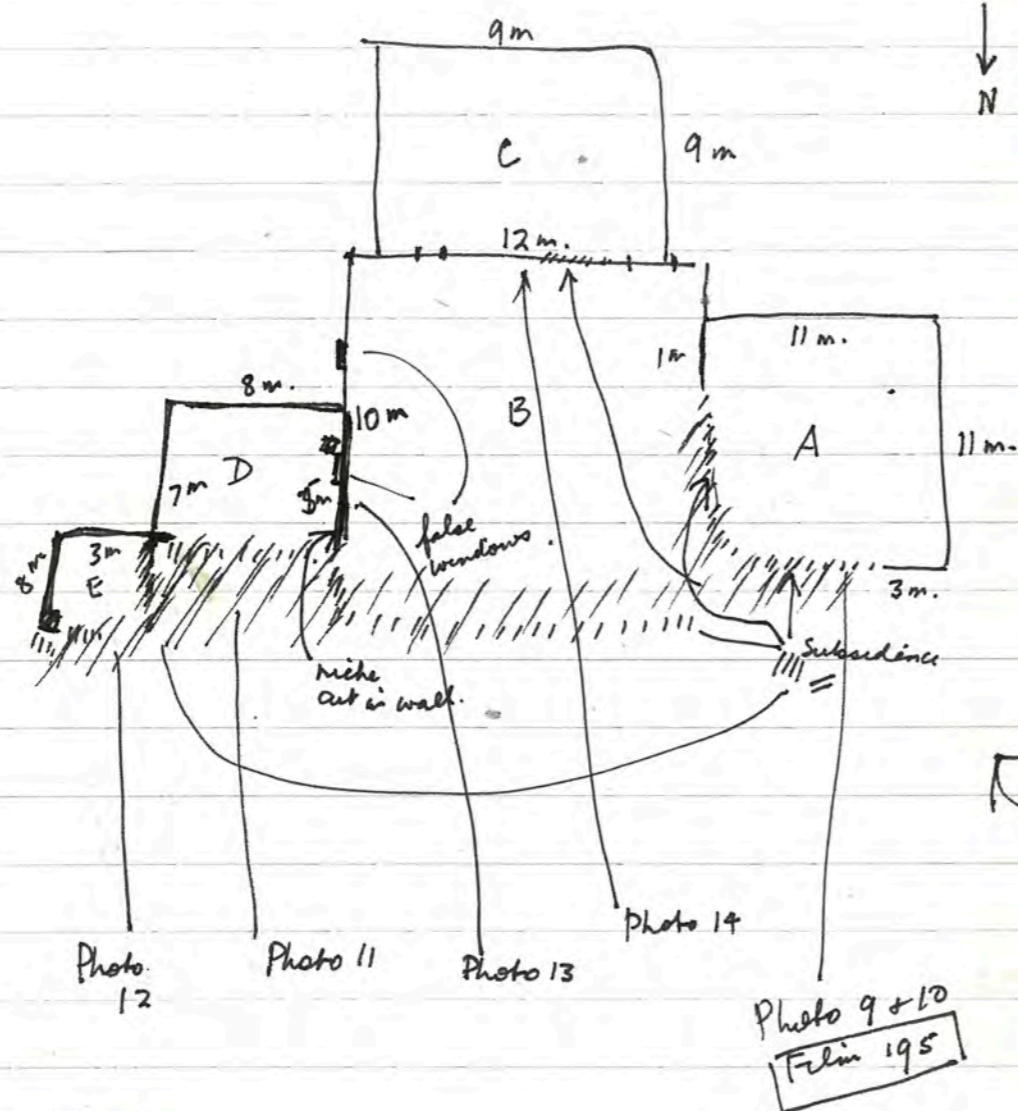 9m
N
C
9m
12m.
11m.
1m
8m.
10m
B
A
11m.
D
7m
5m
false
windows.
8m
3m
E
3m.
Subsidence
niche
cut in wall.
Photo 14
Photo
12
Photo 11
Photo 13
Photo 9 + 10
Film 195